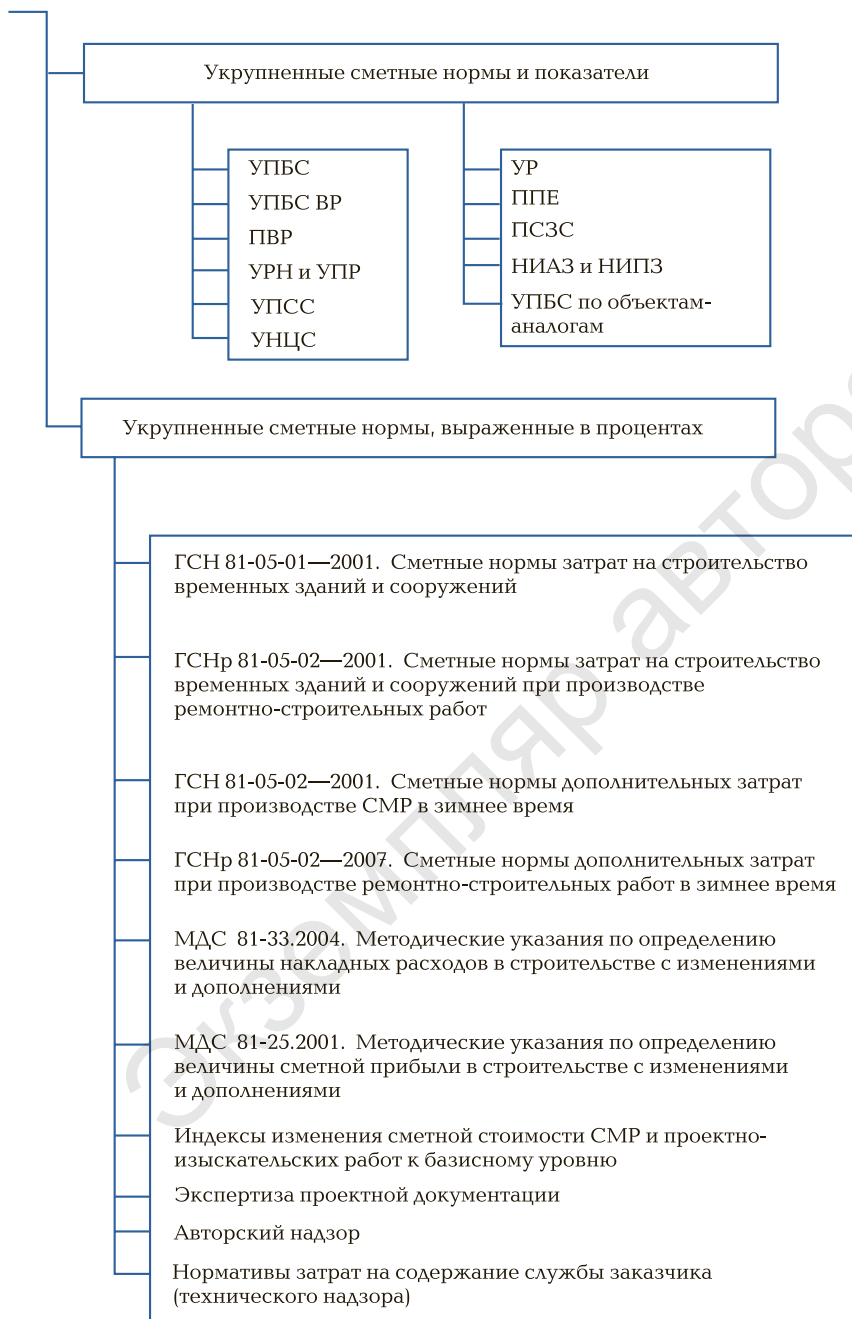 Укрупненные сметные нормы и показатели
УПБС
УПБС ВР
ПВР
УРН и УПР
УПСС
УНЦС
УР
ППЕ
ПСЗС
НИАЗ и НИПЗ
УПБС по объектам-
аналогам
Укрупненные сметные нормы, выраженные в процентах
ГСН 81-05-01—2001. Сметные нормы затрат на строительство
временных зданий и сооружений
ГСНр 81-05-02—2001. Сметные нормы затрат на строительство
временных зданий и сооружений при производстве
ремонтно-строительных работ
ГСН 81-05-02—2001. Сметные нормы дополнительных затрат
при производстве СМР в зимнее время
ГСНр 81-05-02—2007. Сметные нормы дополнительных затрат
при производстве ремонтно-строительных работ в зимнее время
МДС 81-33.2004. Методические указания по определению
величины накладных расходов в строительстве с изменениями
и дополнениями
МДС 81-25.2001. Методические указания по определению
величины сметной прибыли в строительстве с изменениями
и дополнениями
Индексы изменения сметной стоимости СМР и проектно-
изыскательских работ к базисному уровню
Экспертиза проектной документации
Авторский надзор
Нормативы затрат на содержание службы заказчика
(технического надзора)
Экземпляр автора